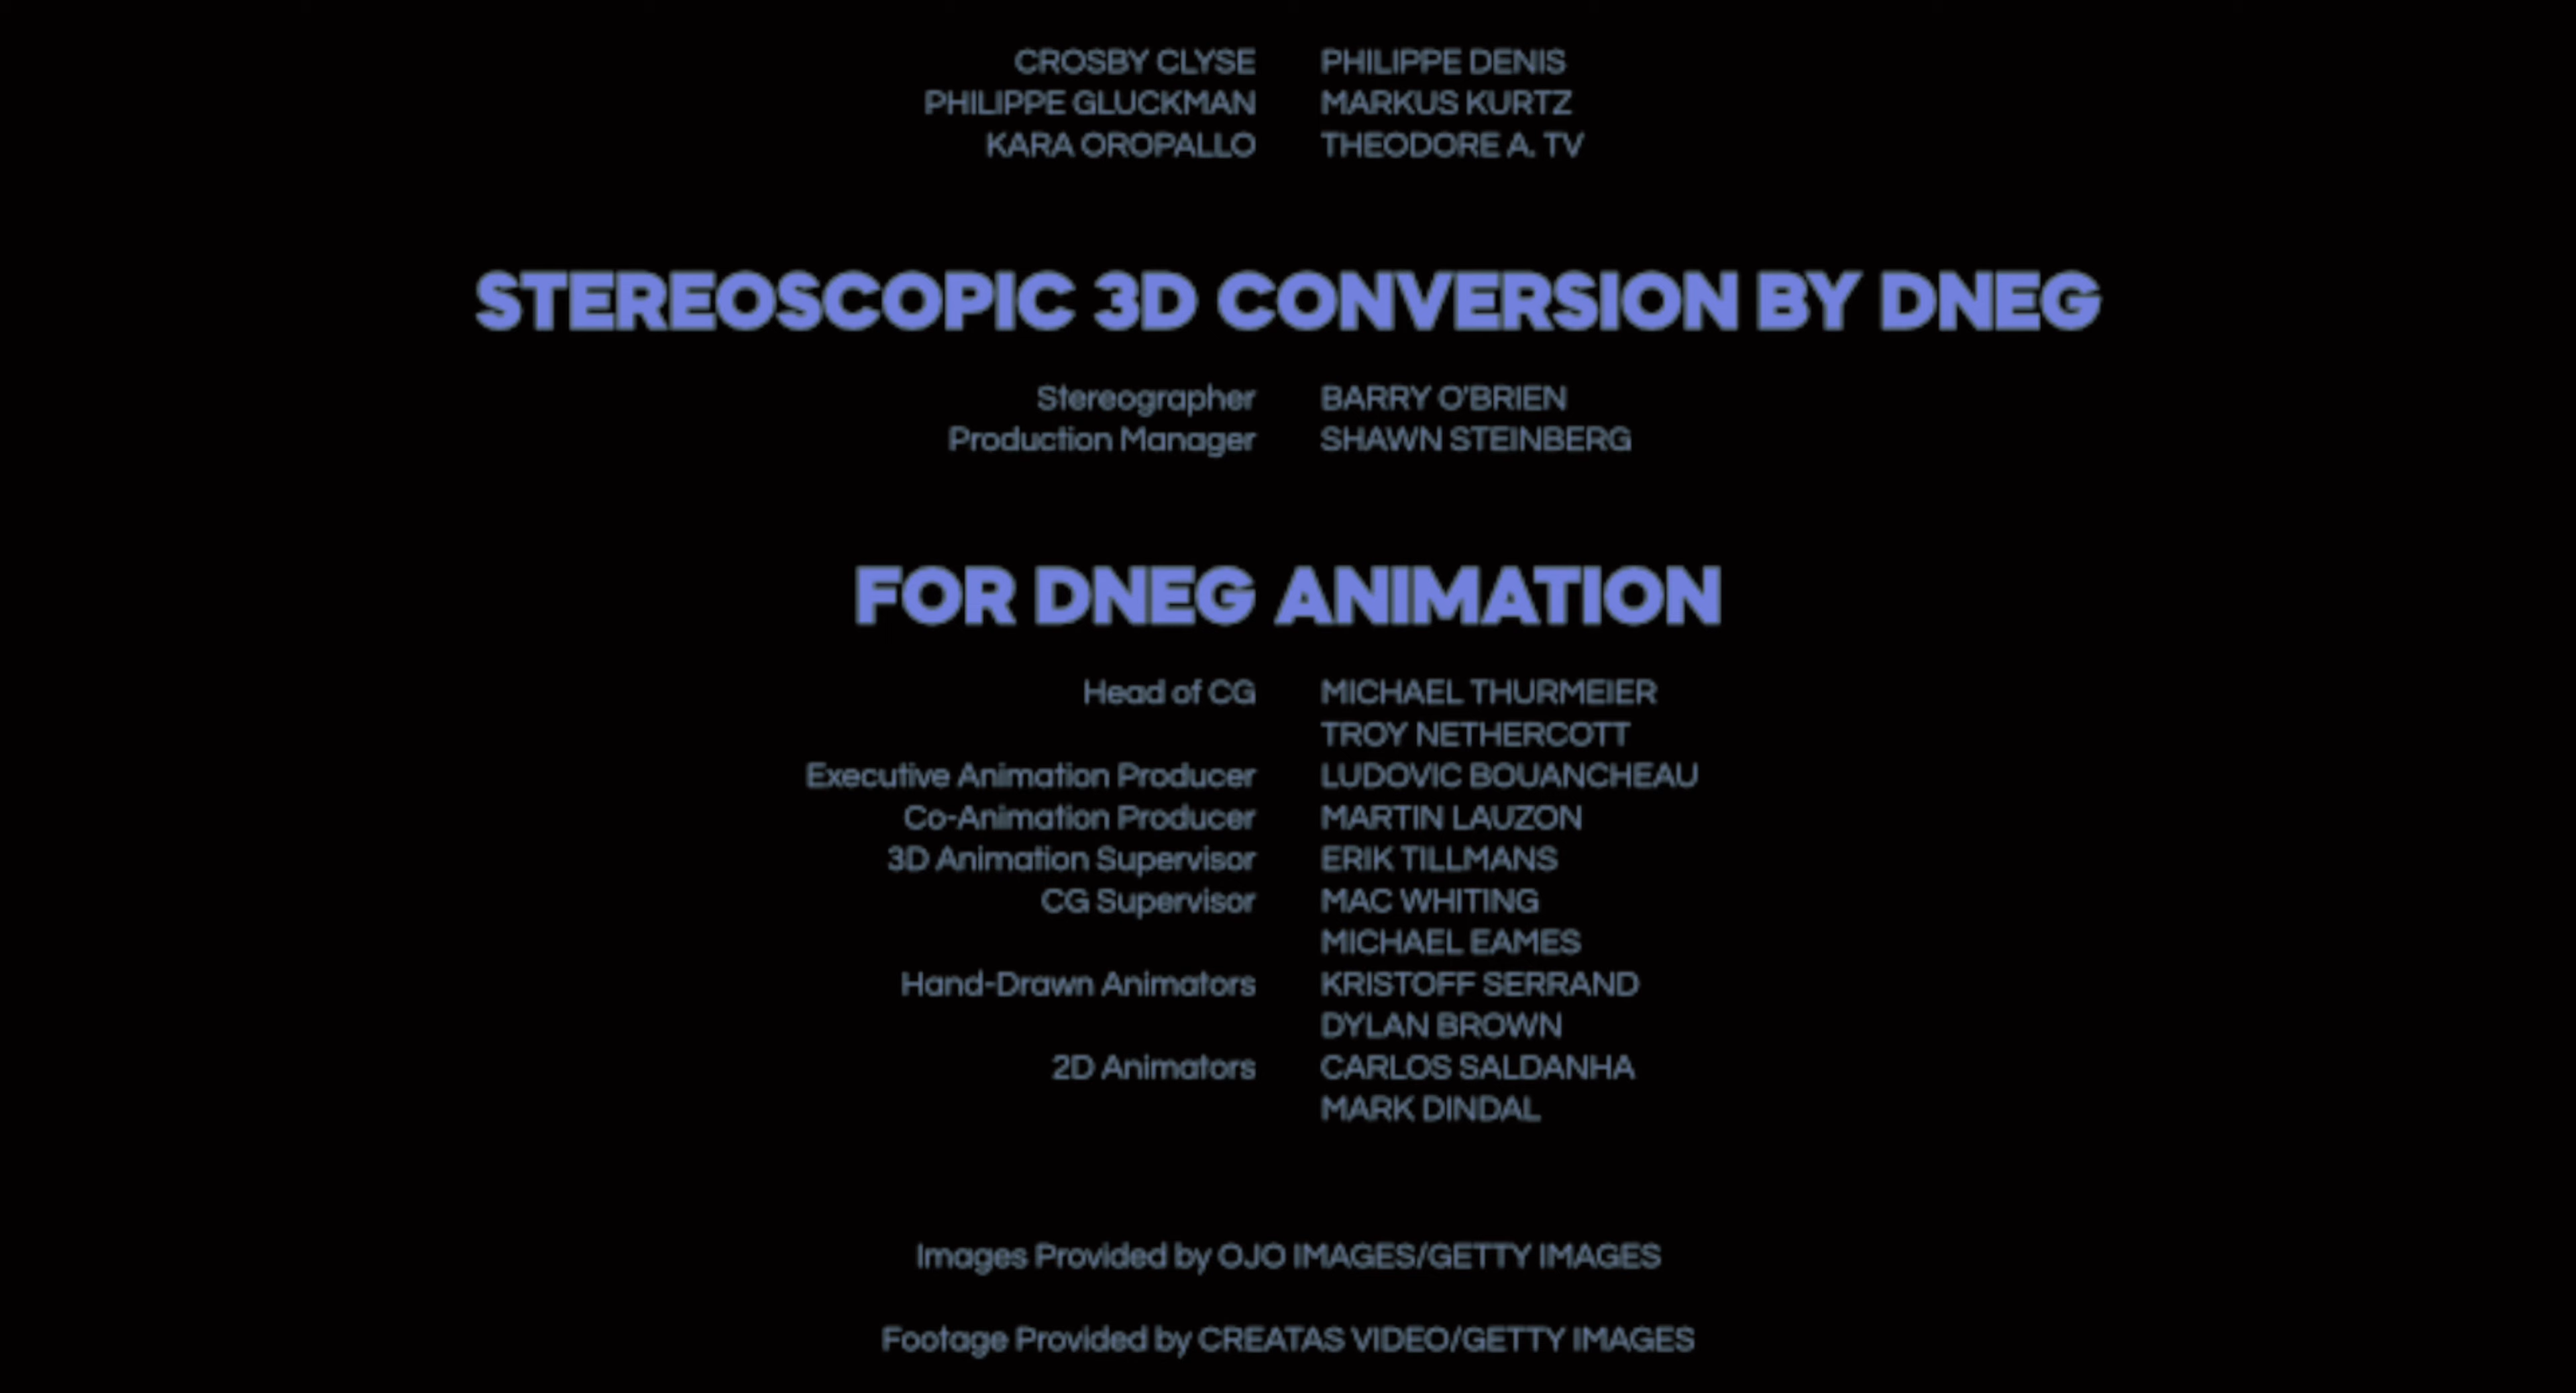 CROSBY CLYSE PHILIPPE DENIS
PHILIPPE GLUCKMAN MARKUS KURTZ
KARA OROPALLO THEODORE A. TV
STEREOSCOPIC 3D CONVERSION BY DNEG
Stereographer BARRY O'BRIEN
Production Manager SHAWN STEINBERG
FOR DNEG ANIMATION
Head of CG MICHAEL THURMEIER
TROY NETHERCOTT
Executive Animation Producer LUDOVIC BOUANCHEAU
Co-Animation Producer MARTIN LAUZON
3D Animation Supervisor ERIK TILLMANS
CG Supervisor MAC WHITING
MICHAEL EAMES
Hand-Drawn Animators KRISTOFF SERRAND
DYLAN BROWN
2D Animators CARLOS SALDANHA
MARK DINDAL
Images Provided by OJO IMAGES/GETTY IMAGES
Footage Provided by CREATAS VIDEO/GETTY IMAGES